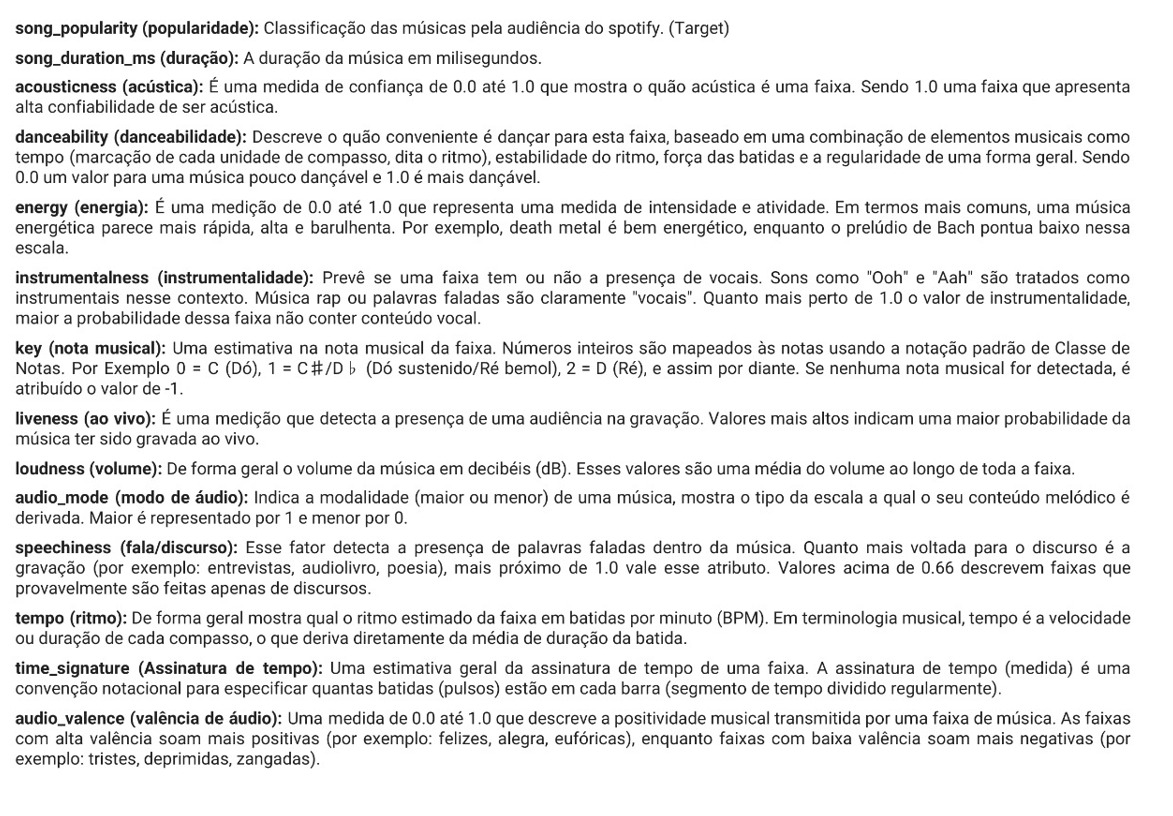 song_popularity (popularidade): Classificação das músicas pela audiência do spotify. (Target)
song_duration_ms (duração): A duração da música em milisegundos.
acousticness (acústica): É uma medida de confiança de 0.0 até 1.0 que mostra o quão acústica é uma faixa. Sendo 1.0 uma faixa que apresenta
alta confiabilidade de ser acústica.
danceability (danceabilidade): Descreve o quão conveniente é dançar para esta faixa, baseado em uma combinação de elementos musicais como
tempo (marcação de cada unidade de compasso, dita o ritmo), estabilidade do ritmo, força das batidas e a regularidade de uma forma geral. Sendo
0.0 um valor para uma música pouco dançável e 1.0 é mais dançável.
energy (energia): É uma medição de 0.0 até 1.0 que representa uma medida de intensidade e atividade. Em termos mais comuns, uma música
energética parece mais rápida, alta e barulhenta. Por exemplo, death metal é bem energético, enquanto o prelúdio de Bach pontua baixo nessa
escala.
instrumentalness (instrumentalidade): Prevê se uma faixa tem ou não a presença de vocais. Sons como "Ooh" e "Aah" são tratados como
instrumentais nesse contexto. Música rap ou palavras faladas são claramente "vocais". Quanto mais perto de 1.0 o valor de instrumentalidade,
maior a probabilidade dessa faixa não conter conteúdo vocal.
key (nota musical): Uma estimativa na nota musical da faixa. Números inteiros são mapeados às notas usando a notação padrão de Classe de
Notas. Por Exemplo 0 = C (Dó), 1 = C♯/D♭ (Dó sustenido/Ré bemol), 2 = D (Ré), e assim por diante. Se nenhuma nota musical for detectada, é
atribuído o valor de -1.
liveness (ao vivo): É uma medição que detecta a presença de uma audiência na gravação. Valores mais altos indicam uma maior probabilidade da
música ter sido gravada ao vivo.
loudness (volume): De forma geral o volume da música em decibéis (dB). Esses valores são uma média do volume ao longo de toda a faixa.
audio_mode (modo de áudio): Indica a modalidade (maior ou menor) de uma música, mostra o tipo da escala a qual o seu conteúdo melódico é
derivada. Maior é representado por 1 e menor por 0.
speechiness (fala/discurso): Esse fator detecta a presença de palavras faladas dentro da música. Quanto mais voltada para o discurso é a
gravação (por exemplo: entrevistas, audiolivro, poesia), mais próximo de 1.0 vale esse atributo. Valores acima de 0.66 descrevem faixas que
provavelmente são feitas apenas de discursos.
tempo (ritmo): De forma geral mostra qual o ritmo estimado da faixa em batidas por minuto (BPM). Em terminologia musical, tempo é a velocidade
ou duração de cada compasso, o que deriva diretamente da média de duração da batida.
time_signature (Assinatura de tempo): Uma estimativa geral da assinatura de tempo de uma faixa. A assinatura de tempo (medida) é uma
convenção notacional para especificar quantas batidas (pulsos) estão em cada barra (segmento de tempo dividido regularmente).
audio_valence (valência de áudio): Uma medida de 0.0 até 1.0 que descreve a positividade musical transmitida por uma faixa de música. As faixas
com alta valência soam mais positivas (por exemplo: felizes, alegra, eufóricas), enquanto faixas com baixa valência soam mais negativas (por
exemplo: tristes, deprimidas, zangadas).